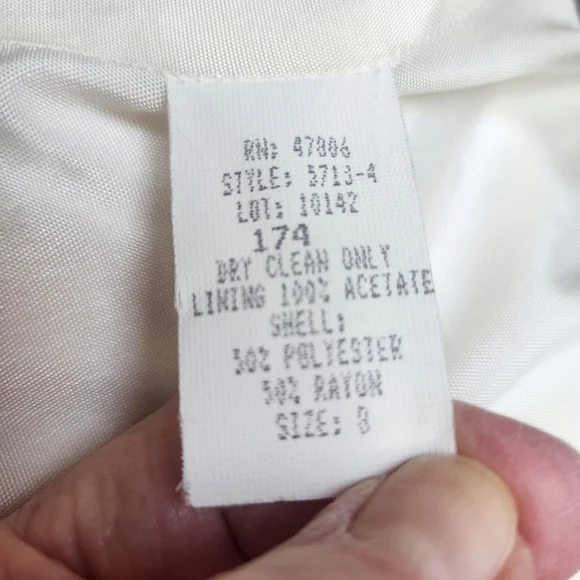 RN: 47006
STYLE: 5713-4
LOT: 10142
174
DRY CLEAN ONLY
LINING 100% ACETATE
SHELL:
50% POLYESTER
50% RAYON
SIZE: 8